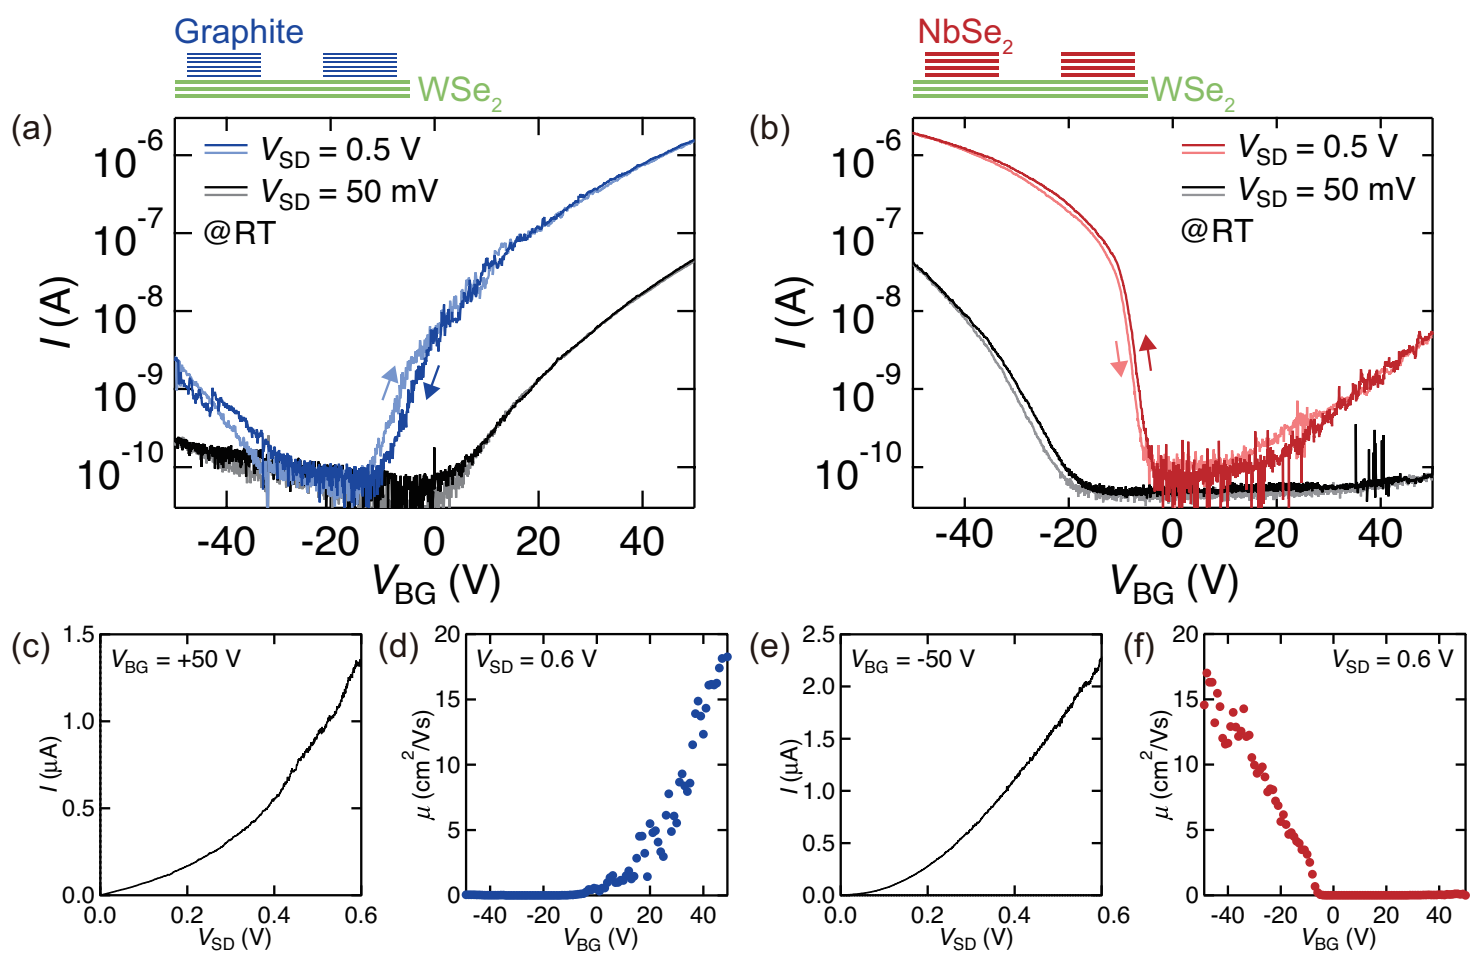 Graphite
WSe2
NbSe2
WSe2
(a)
VSD = 0.5 V
VSD = 50 mV
@RT
10-6
10-7
10-8
10-9
10-10
I (A)
-40 -20 0 20 40
VBG (V)
(b)
VSD = 0.5 V
VSD = 50 mV
@RT
10-6
10-7
10-8
10-9
10-10
I (A)
-40 -20 0 20 40
VBG (V)
(c)
VBG = +50 V
1.5
1.0
0.5
0.0
I (μA)
0.0 0.2 0.4 0.6
VSD (V)
(d)
VSD = 0.6 V
20
15
10
5
0
μ (cm2/Vs)
-40 -20 0 20 40
VBG (V)
(e)
VBG = -50 V
2.5
2.0
1.5
1.0
0.5
0.0
I (μA)
0.0 0.2 0.4 0.6
VSD (V)
(f)
VSD = 0.6 V
20
15
10
5
0
μ (cm2/Vs)
-40 -20 0 20 40
VBG (V)